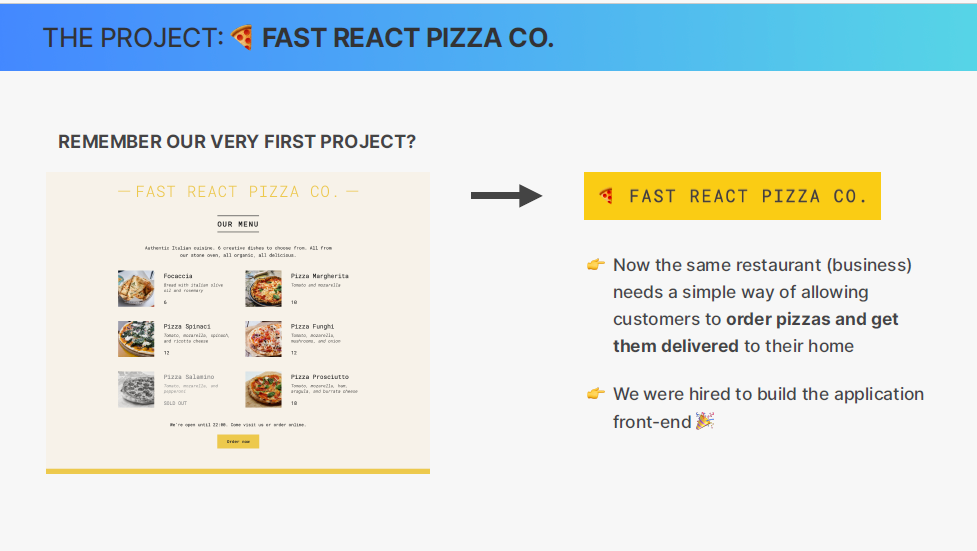 THE PROJECT: 🍕 FAST REACT PIZZA CO.
REMEMBER OUR VERY FIRST PROJECT?
— FAST REACT PIZZA CO. —
OUR MENU
Authentic Italian cuisine. 6 creative dishes to choose from. All from
our stone oven, all organic, all delicious.
Focaccia
Bread with italian olive
oil and rosemary
6
Pizza Margherita
Tomato and mozarella
10
Pizza Spinaci
Tomato, mozarella, spinach,
and ricotta cheese
12
Pizza Funghi
Tomato, mozarella,
mushrooms, and onion
12
Pizza Salamino
Tomato, mozarella, and
pepperoni
SOLD OUT
Pizza Prosciutto
Tomato, mozarella, ham,
aragula, and burrata cheese
18
We're open until 22:00. Come visit us or order online.
Order now
🍕 FAST REACT PIZZA CO.
👉 Now the same restaurant (business)
needs a simple way of allowing
customers to order pizzas and get
them delivered to their home
👉 We were hired to build the application
front-end 🎉